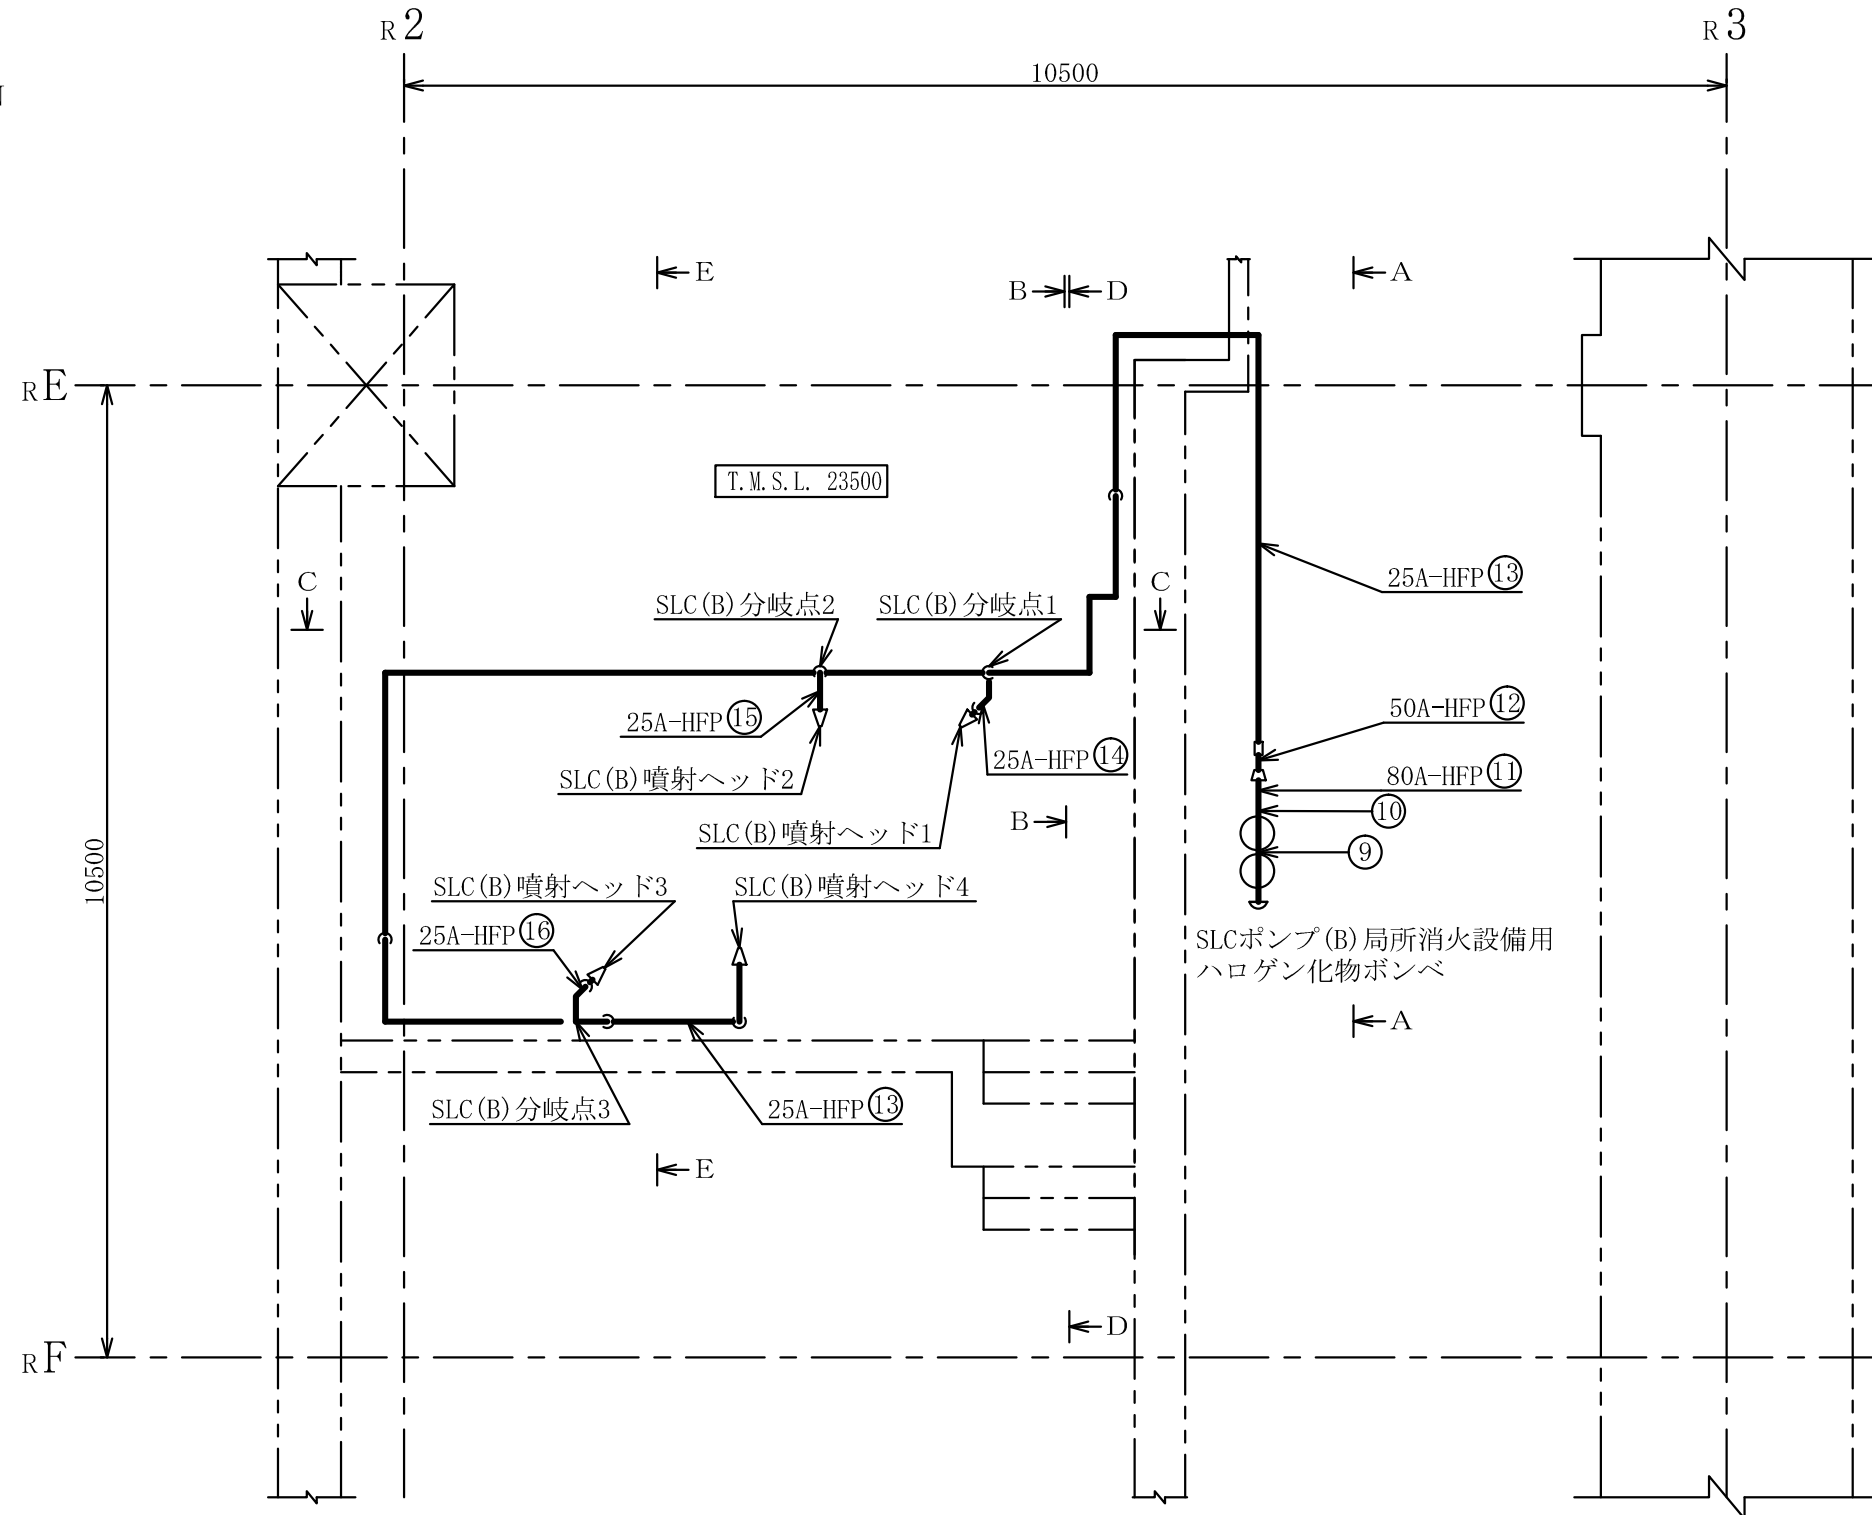 R2
R3
10500
E
A
B
D
RE
T.M.S.L. 23500
C
C
25A-HFP⑬
SLC(B)分岐点2
SLC(B)分岐点1
25A-HFP⑮
50A-HFP⑫
25A-HFP⑭
SLC(B)噴射ヘッド2
80A-HFP⑪
⑩
B
SLC(B)噴射ヘッド1
⑨
10500
SLC(B)噴射ヘッド3
SLC(B)噴射ヘッド4
25A-HFP⑯
SLCポンプ(B)局所消火設備用
ハロゲン化物ボンベ
A
SLC(B)分岐点3
25A-HFP⑬
E
D
RF